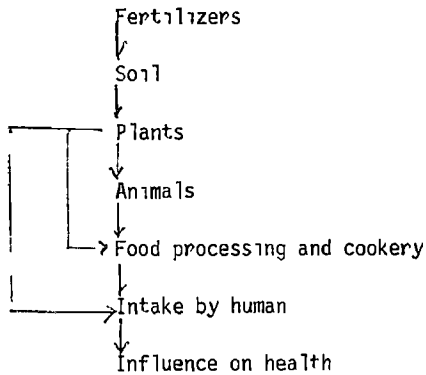 Fertilizers
Soil
Plants
Animals
Food processing and cookery
Intake by human
Influence on health